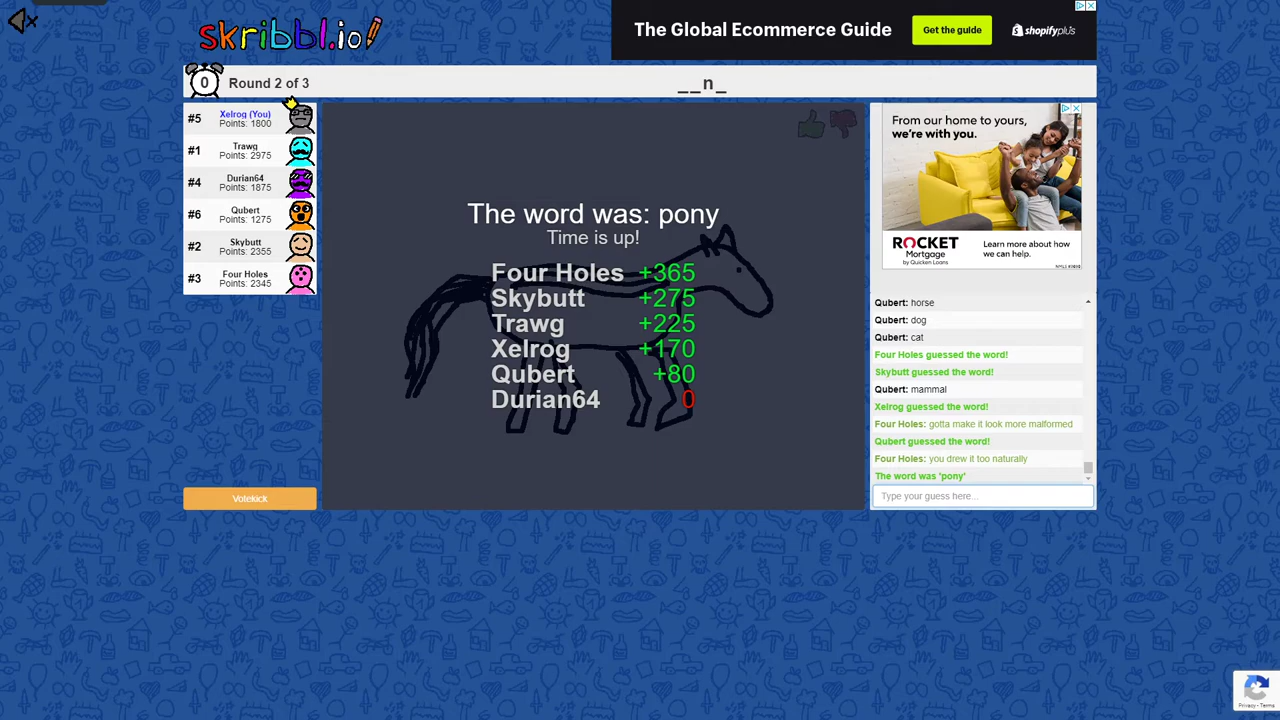 The Global Ecommerce Guide
Get the guide
shopifyplus
skribbl.io
0
Round 2 of 3
__n_
#5
Xelrog (You)
Points: 1800
#1
Trawg
Points: 2975
#4
Durian64
Points: 1875
#6
Qubert
Points: 1275
#2
Skybutt
Points: 2355
#3
Four Holes
Points: 2345
Votekick
The word was: pony
Time is up!
Four Holes +365
Skybutt +275
Trawg +225
Xelrog +170
Qubert +80
Durian64 0
From our home to yours,
we're with you.
ROCKET
Mortgage
by Quicken Loans
Learn more about how
we can help.
Qubert: horse
Qubert: dog
Qubert: cat
Four Holes guessed the word!
Skybutt guessed the word!
Qubert: mammal
Xelrog guessed the word!
Four Holes: gotta make it look more malformed
Qubert guessed the word!
Four Holes: you drew it too naturally
The word was 'pony'
Type your guess here...
Privacy - Terms